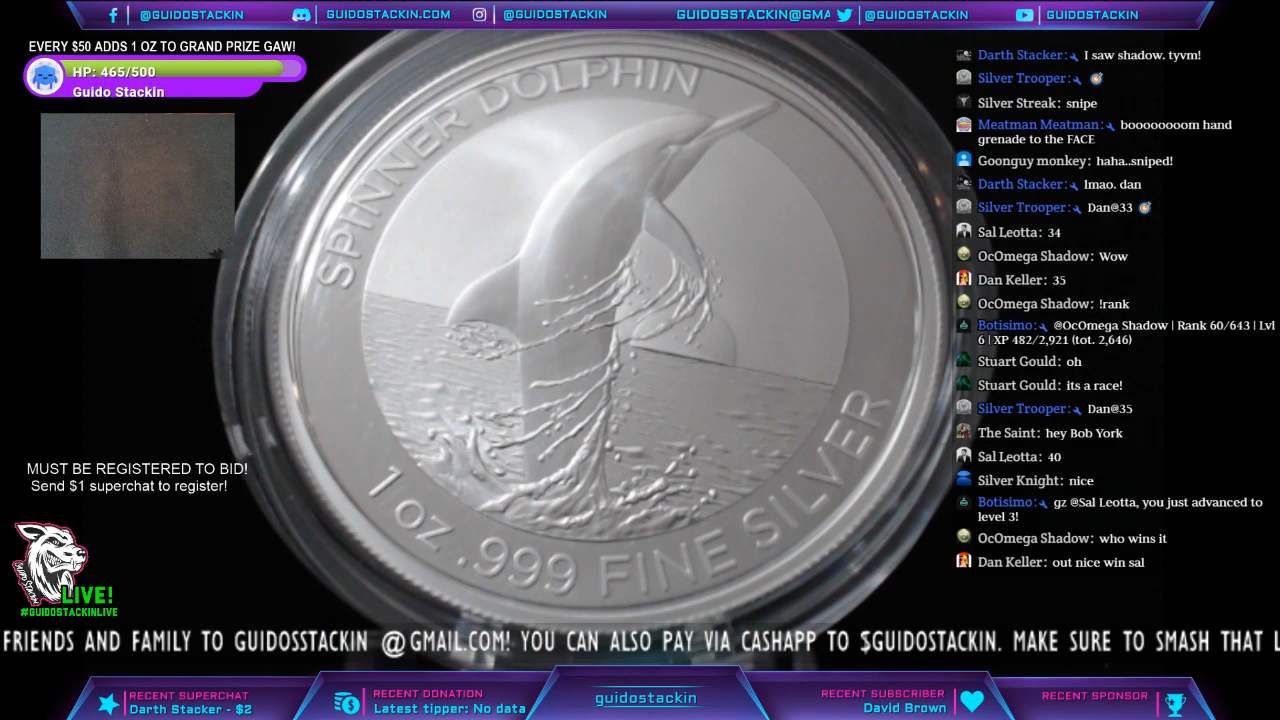 @GUIDOSTACKIN
GUIDOSTACKIN.COM
@GUIDOSTACKIN
GUIDOSSTACKIN@GMA
@GUIDOSTACKIN
GUIDOSTACKIN
EVERY $50 ADDS 1 OZ TO GRAND PRIZE GAW!
HP: 465/500
Guido Stackin
SPINNER DOLPHIN
1 OZ .999 FINE SILVER
Darth Stacker: I saw shadow. tyvm!
Silver Trooper:
Silver Streak: snipe
Meatman Meatman: boooooooom hand
grenade to the FACE
Goonguy monkey: haha..sniped!
Darth Stacker: lmao. dan
Silver Trooper: Dan@33
Sal Leotta: 34
OcOmega Shadow: Wow
Dan Keller: 35
OcOmega Shadow: !rank
Botisimo: @OcOmega Shadow | Rank 60/643 | Lvl
6 | XP 482/2,921 (tot. 2,646)
Stuart Gould: oh
Stuart Gould: its a race!
Silver Trooper: Dan@35
The Saint: hey Bob York
Sal Leotta: 40
Silver Knight: nice
Botisimo: gz @Sal Leotta, you just advanced to
level 3!
OcOmega Shadow: who wins it
Dan Keller: out nice win sal
MUST BE REGISTERED TO BID!
Send $1 superchat to register!
GUIDO STACKIN
LIVE!
#GUIDOSTACKINLIVE
FRIENDS AND FAMILY TO GUIDOSSTACKIN @GMAIL.COM! YOU CAN ALSO PAY VIA CASHAPP TO $GUIDOSTACKIN. MAKE SURE TO SMASH THAT L
RECENT SUPERCHAT
Darth Stacker - $2
RECENT DONATION
Latest tipper: No data
guidostackin
RECENT SUBSCRIBER
David Brown
RECENT SPONSOR